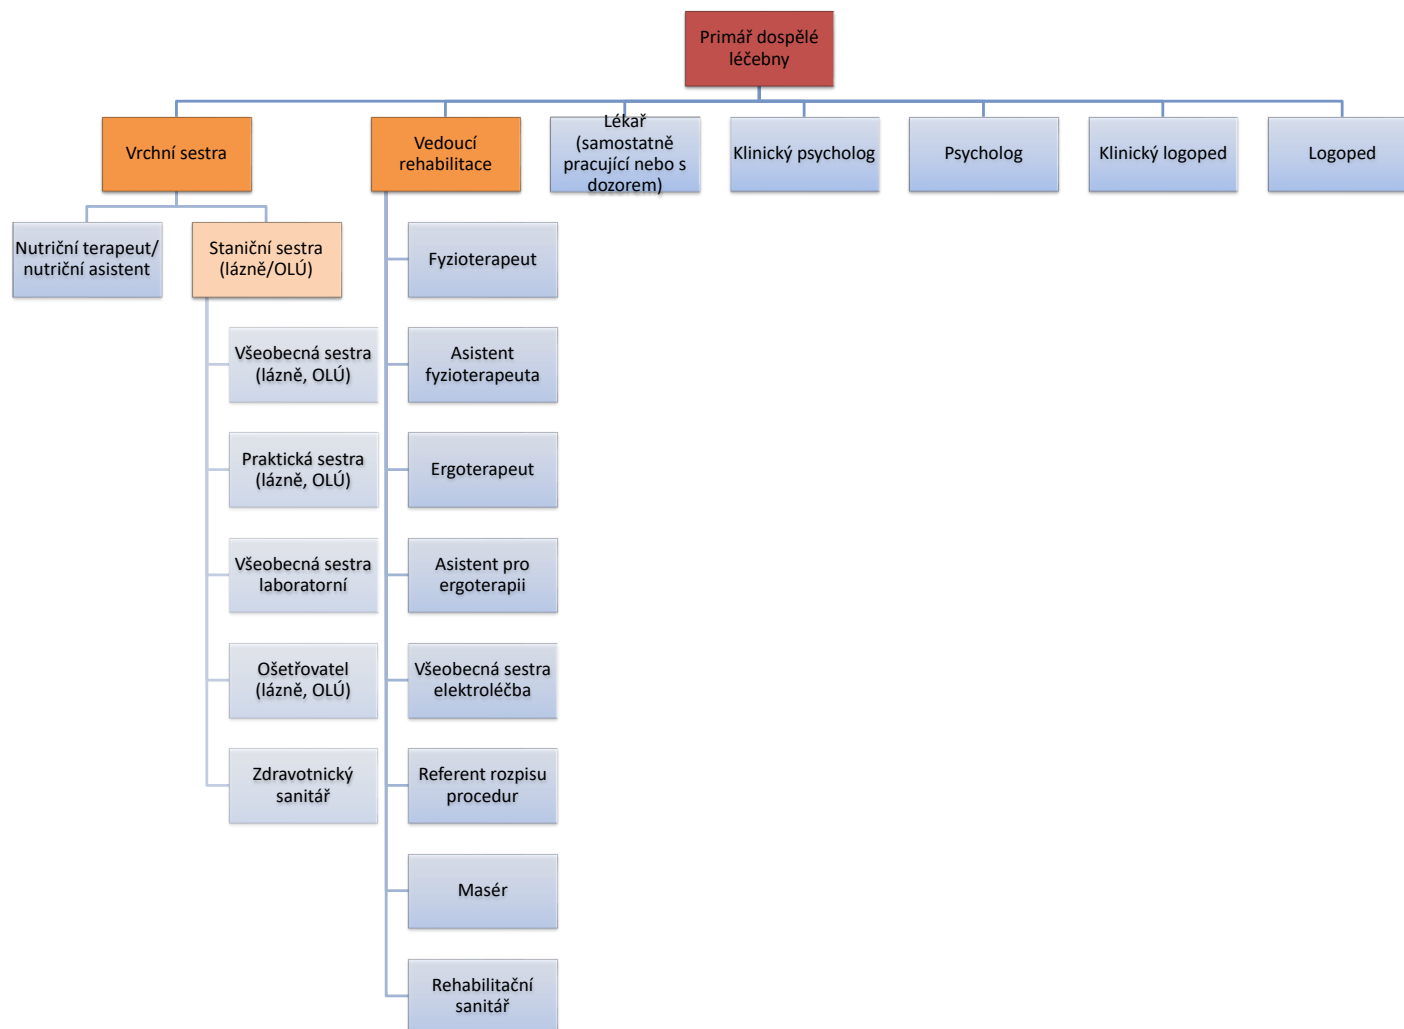 Primář dospělé
léčebny
Vrchní sestra
Vedoucí
rehabilitace
Lékař
(samostatně
pracující nebo s
dozorem)
Klinický psycholog
Psycholog
Klinický logoped
Logoped
Nutriční terapeut/
nutriční asistent
Staniční sestra
(lázně/OLÚ)
Všeobecná sestra
(lázně, OLÚ)
Praktická sestra
(lázně, OLÚ)
Všeobecná sestra
laboratorní
Ošetřovatel
(lázně, OLÚ)
Zdravotnický
sanitář
Fyzioterapeut
Asistent
fyzioterapeuta
Ergoterapeut
Asistent pro
ergoterapii
Všeobecná sestra
elektroléčba
Referent rozpisu
procedur
Masér
Rehabilitační
sanitář